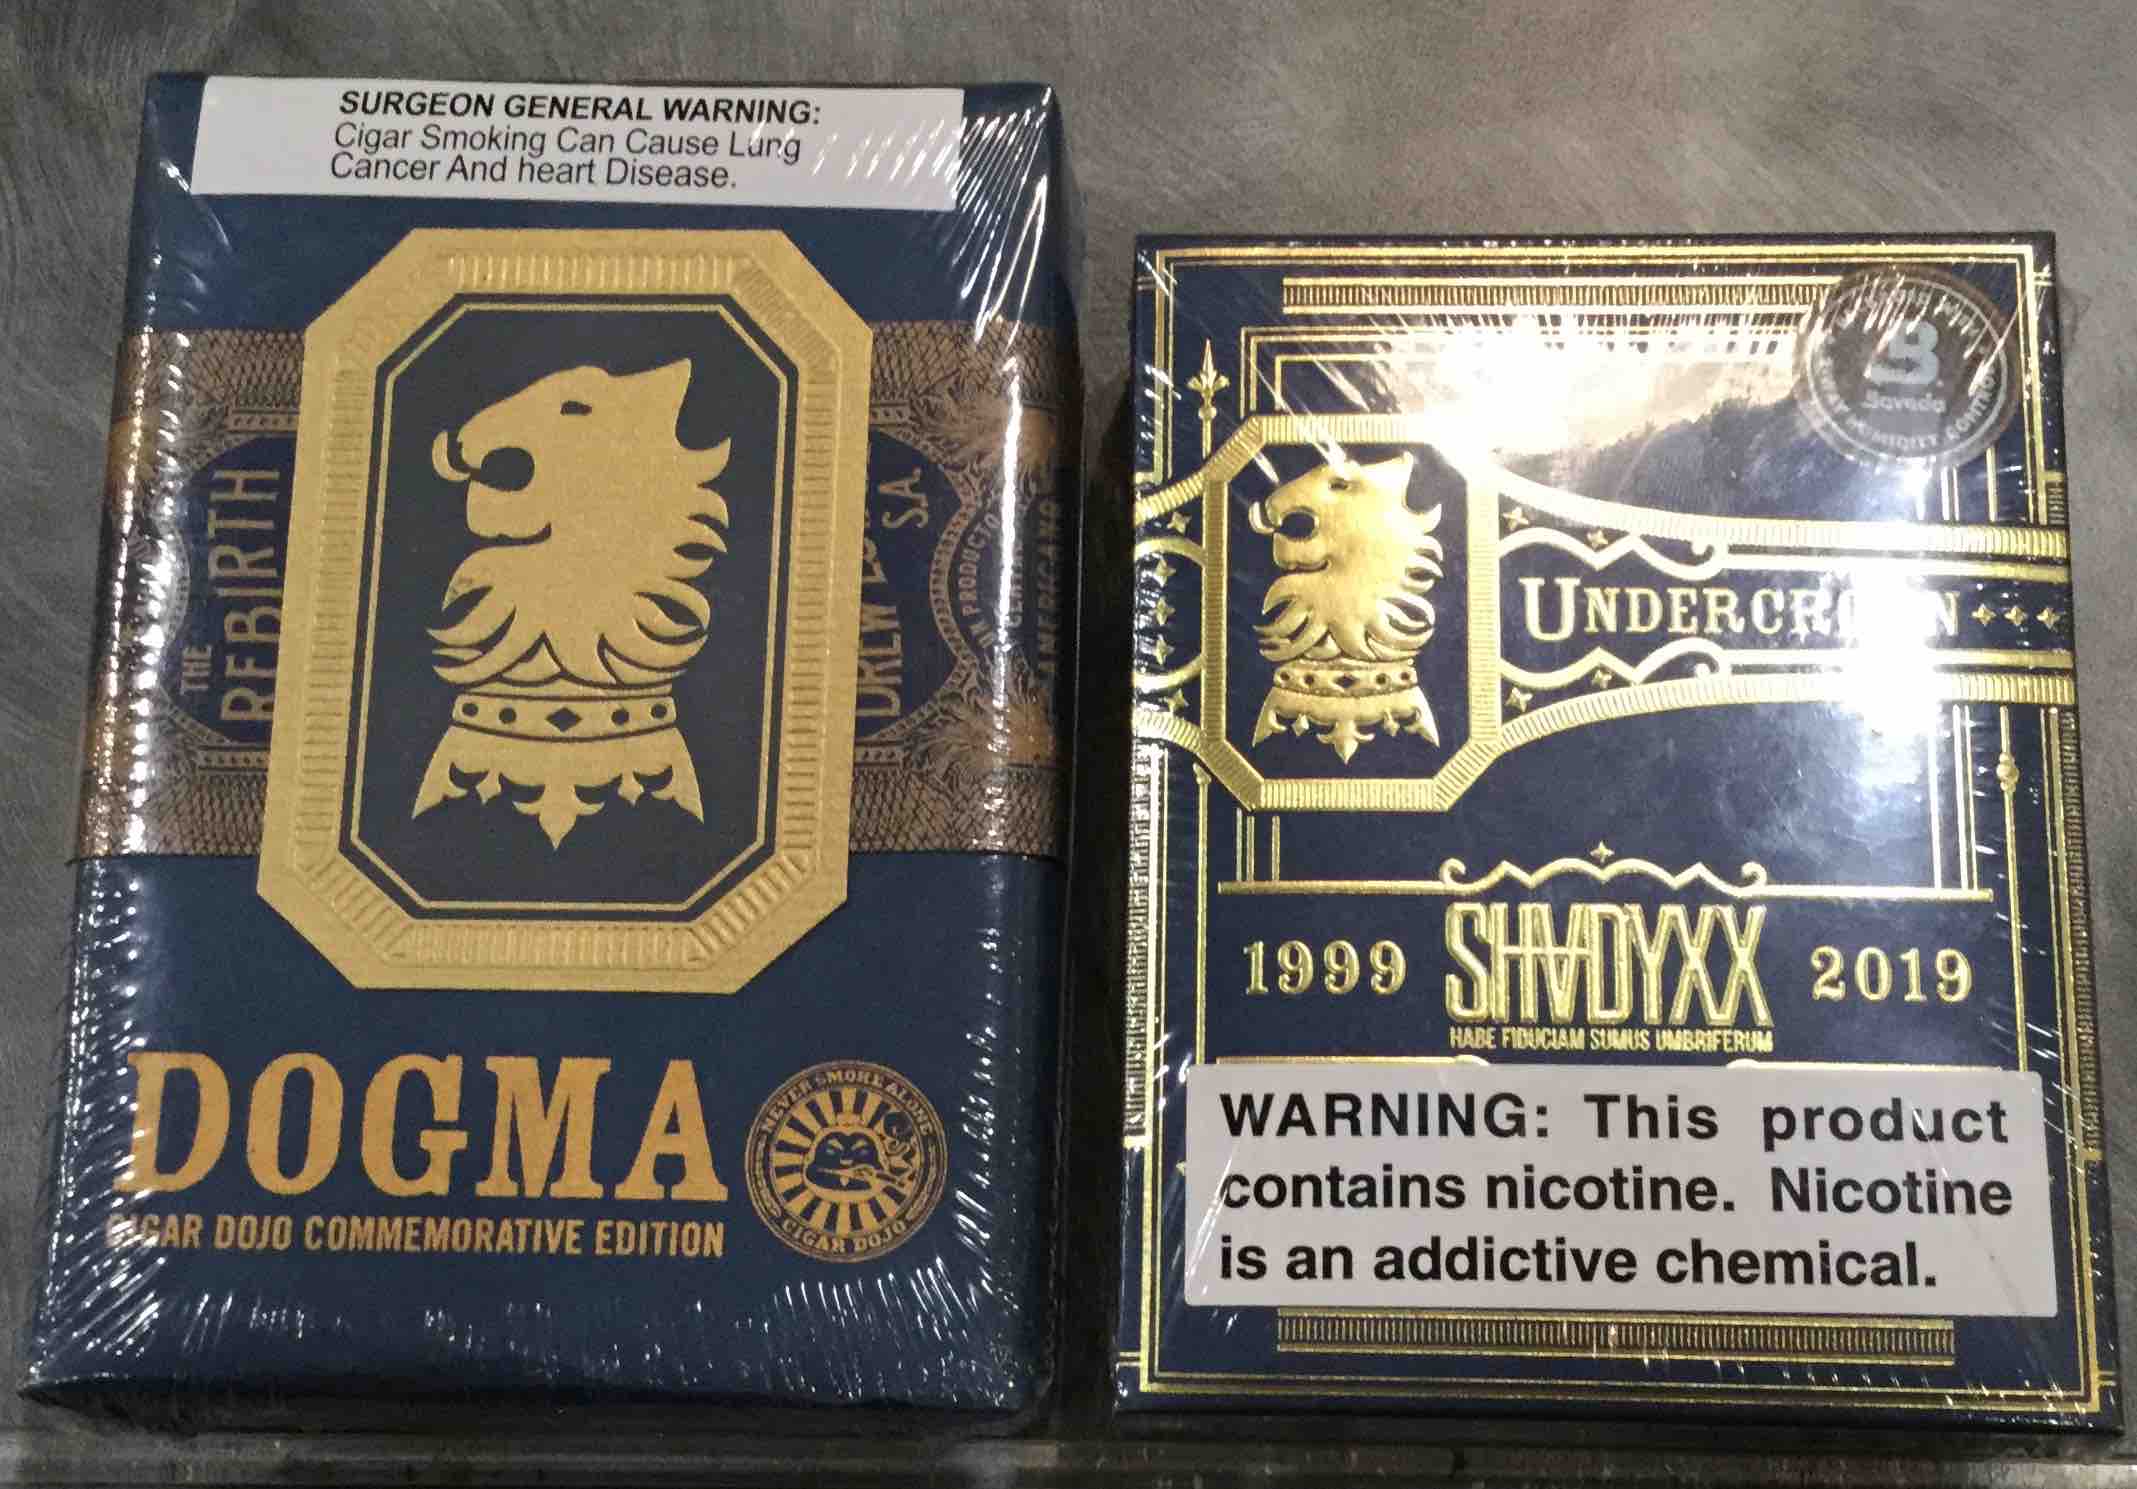 SURGEON GENERAL WARNING:
Cigar Smoking Can Cause Lung
Cancer And heart Disease.
THE
REBIRTH
S.A.
DOGMA
CIGAR DOJO COMMEMORATIVE EDITION
NEVER SMOKE ALONE
CIGAR DOJO
B
Boveda
UNDERCROWN
1999 SHADYXX 2019
HABE FIDUCIAM SUMUS UMBRIFERUM
WARNING: This product
contains nicotine. Nicotine
is an addictive chemical.